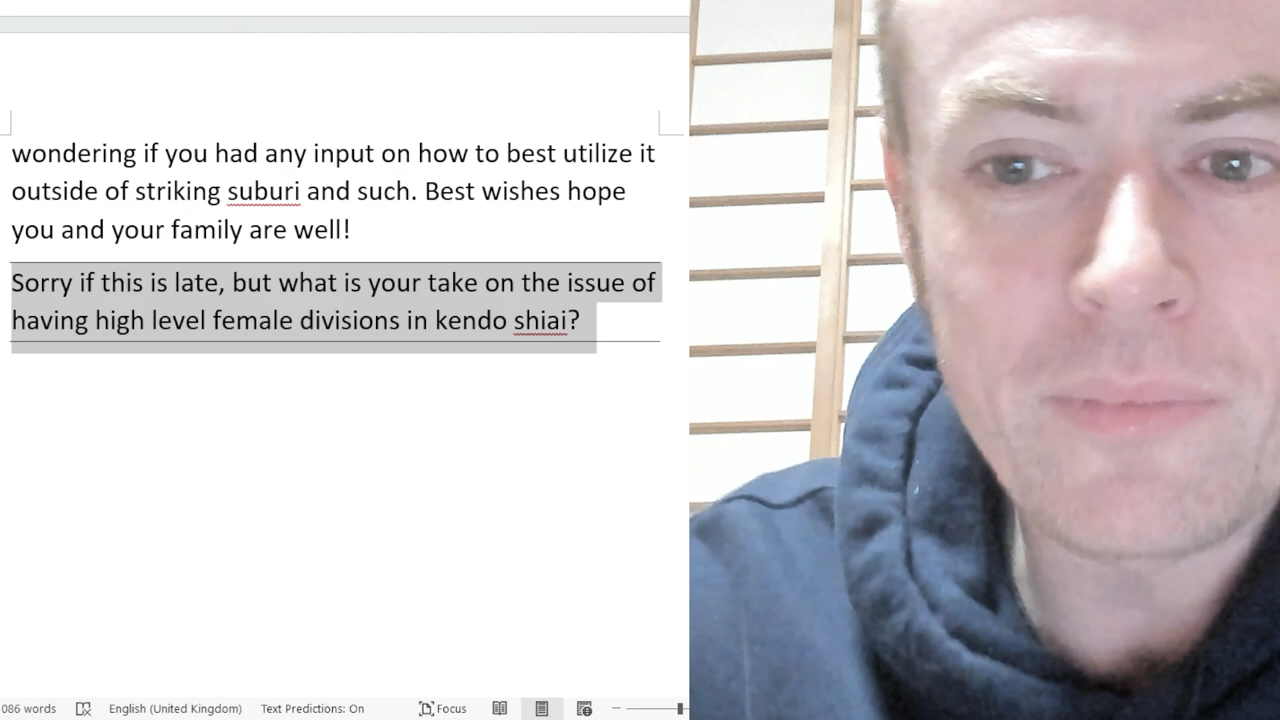 wondering if you had any input on how to best utilize it
outside of striking suburi and such. Best wishes hope
you and your family are well!
Sorry if this is late, but what is your take on the issue of
having high level female divisions in kendo shiai?
086 words English (United Kingdom) Text Predictions: On Focus